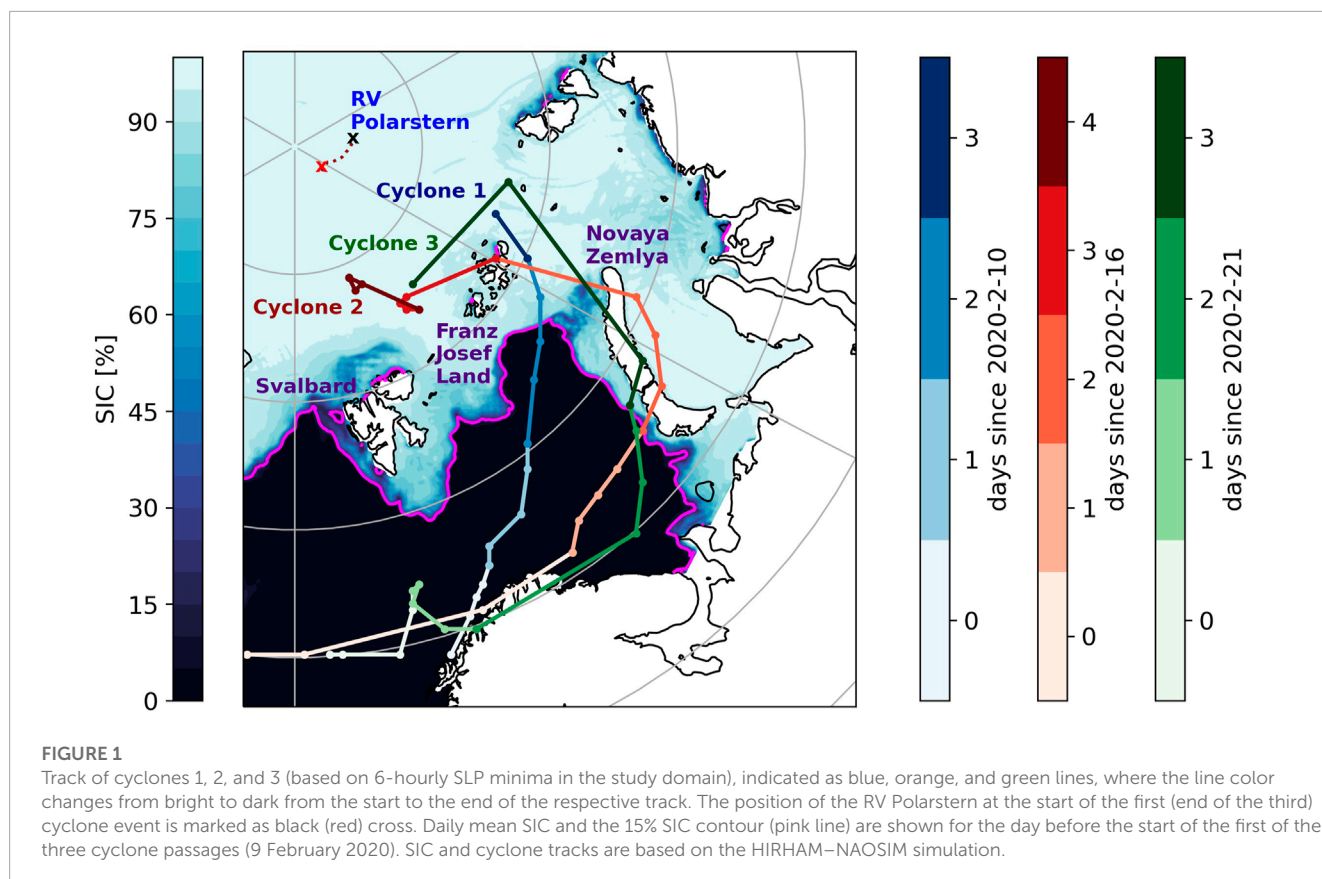 RV
Polarstern
x
x
Cyclone 1
Cyclone 3
Cyclone 2
Novaya
Zemlya
Franz
Josef
Land
Svalbard
90
75
60
45
30
15
0
SIC [%]
3
2
1
0
days since 2020-2-10
4
3
2
1
0
days since 2020-2-16
3
2
1
0
days since 2020-2-21
FIGURE 1
Track of cyclones 1, 2, and 3 (based on 6-hourly SLP minima in the study domain), indicated as blue, orange, and green lines, where the line color
changes from bright to dark from the start to the end of the respective track. The position of the RV Polarstern at the start of the first (end of the third)
cyclone event is marked as black (red) cross. Daily mean SIC and the 15% SIC contour (pink line) are shown for the day before the start of the first of the
three cyclone passages (9 February 2020). SIC and cyclone tracks are based on the HIRHAM–NAOSIM simulation.